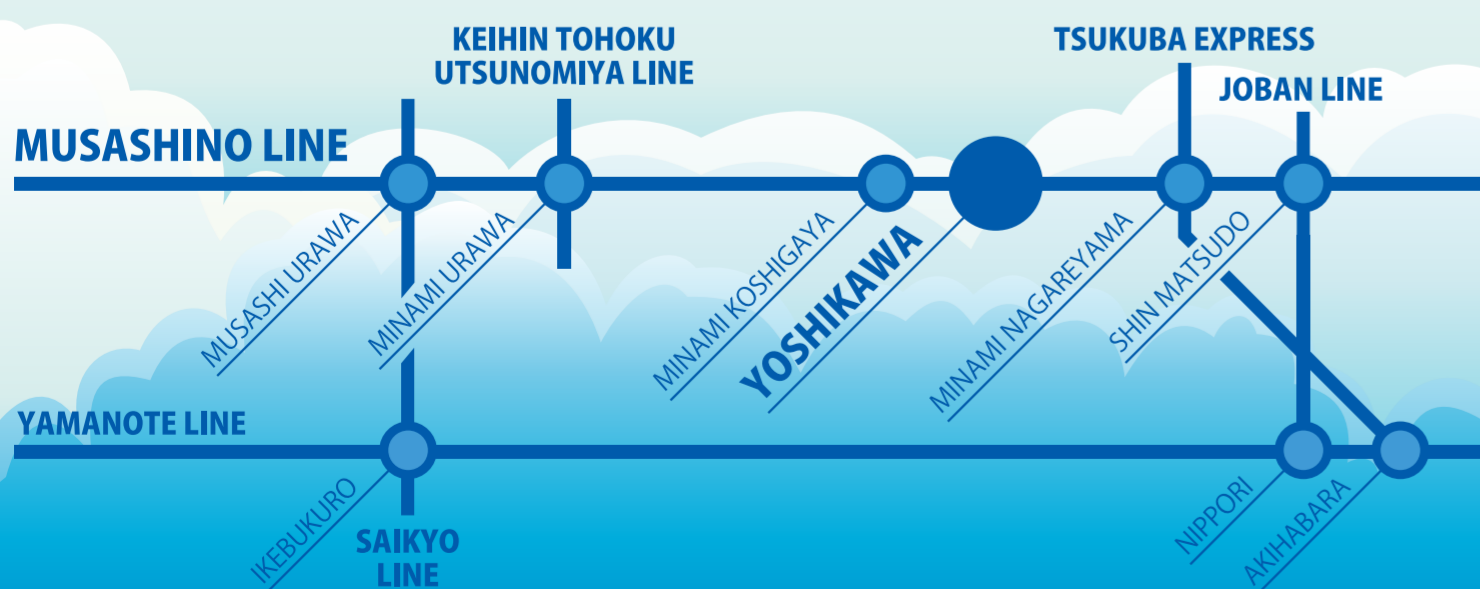 KEIHIN TOHOKU
UTSUNOMIYA LINE
TSUKUBA EXPRESS
JOBAN LINE
MUSASHINO LINE
MUSASHI URAWA
MINAMI URAWA
MINAMI KOSHIGAYA
YOSHIKAWA
MINAMI NAGAREYAMA
SHIN MATSUDO
YAMANOTE LINE
IKEBUKURO
SAIKYO
LINE
NIPPORI
AKIHABARA